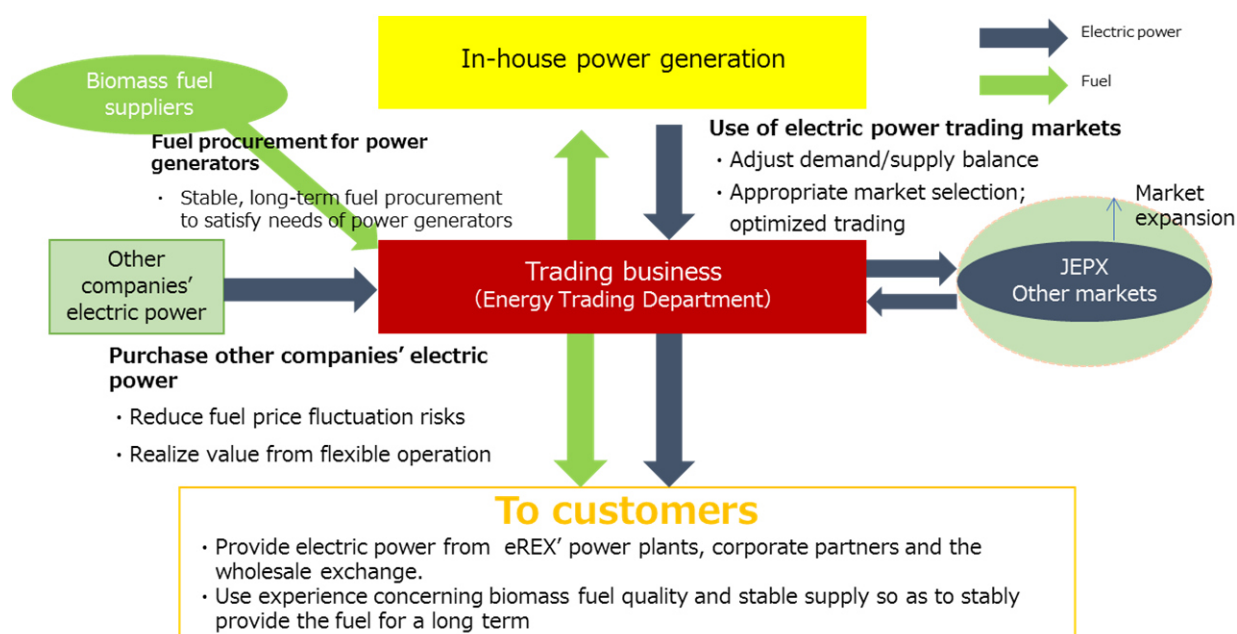 In-house power generation
Electric power
Fuel
Biomass fuel
suppliers
Fuel procurement for power
generators
・ Stable, long-term fuel procurement
to satisfy needs of power generators
Use of electric power trading markets
・Adjust demand/supply balance
・Appropriate market selection;
optimized trading
Market
expansion
Other
companies’
electric power
Trading business
(Energy Trading Department)
JEPX
Other markets
Purchase other companies’ electric
power
・Reduce fuel price fluctuation risks
・Realize value from flexible operation
To customers
・Provide electric power from eREX’ power plants, corporate partners and the
wholesale exchange.
・Use experience concerning biomass fuel quality and stable supply so as to stably
provide the fuel for a long term